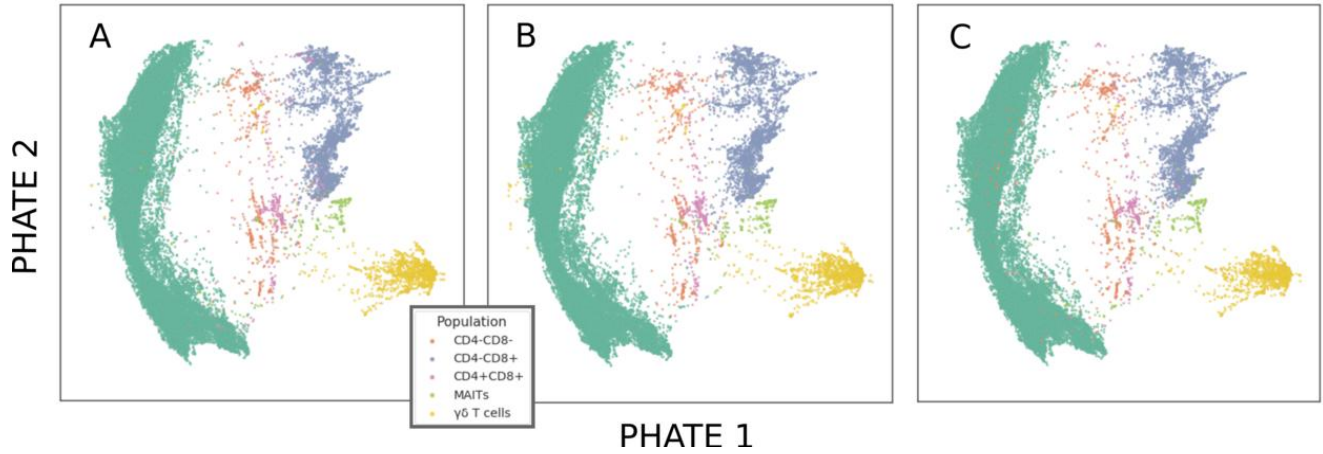 A
B
C
PHATE 2
Population
CD4-CD8-
CD4-CD8+
CD4+CD8+
MAITs
γδ T cells
PHATE 1